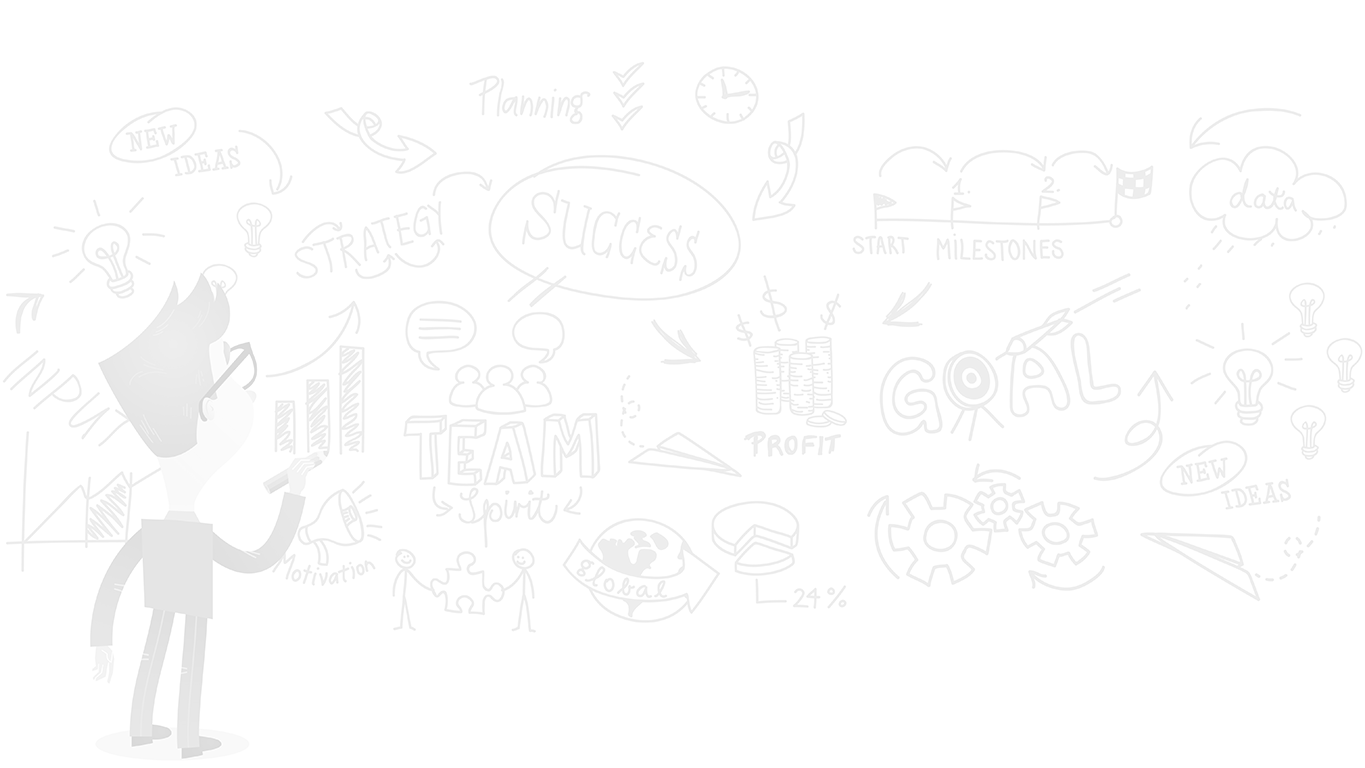 Planning
NEW
IDEAS
STRATEGY
SUCCESS
1.
2.
START MILESTONES
data
INPUT
GOAL
TEAM
Spirit
PROFIT
NEW
IDEAS
Motivation
global
24%